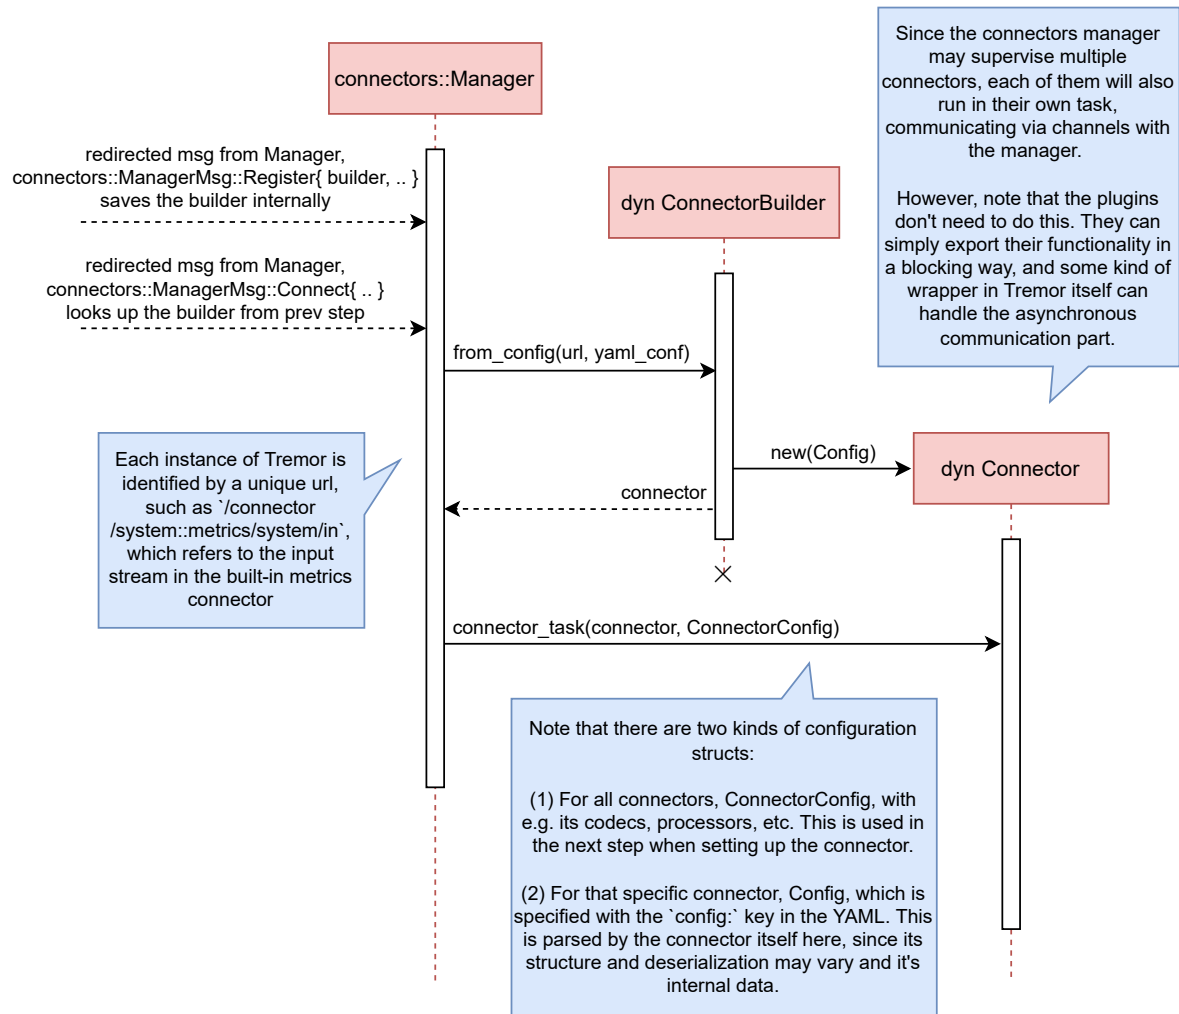 connectors::Manager
Since the connectors manager
may supervise multiple
connectors, each of them will also
run in their own task,
communicating via channels with
the manager.
However, note that the plugins
don't need to do this. They can
simply export their functionality in
a blocking way, and some kind of
wrapper in Tremor itself can
handle the asynchronous
communication part.
redirected msg from Manager,
connectors::ManagerMsg::Register{ builder, .. }
saves the builder internally
dyn ConnectorBuilder
redirected msg from Manager,
connectors::ManagerMsg::Connect{ .. }
looks up the builder from prev step
from_config(url, yaml_conf)
Each instance of Tremor is
identified by a unique url,
such as `/connector
/system::metrics/system/in`,
which refers to the input
stream in the built-in metrics
connector
new(Config)
dyn Connector
connector
connector_task(connector, ConnectorConfig)
Note that there are two kinds of configuration
structs:
(1) For all connectors, ConnectorConfig, with
e.g. its codecs, processors, etc. This is used in
the next step when setting up the connector.
(2) For that specific connector, Config, which is
specified with the `config:` key in the YAML. This
is parsed by the connector itself here, since its
structure and deserialization may vary and it's
internal data.